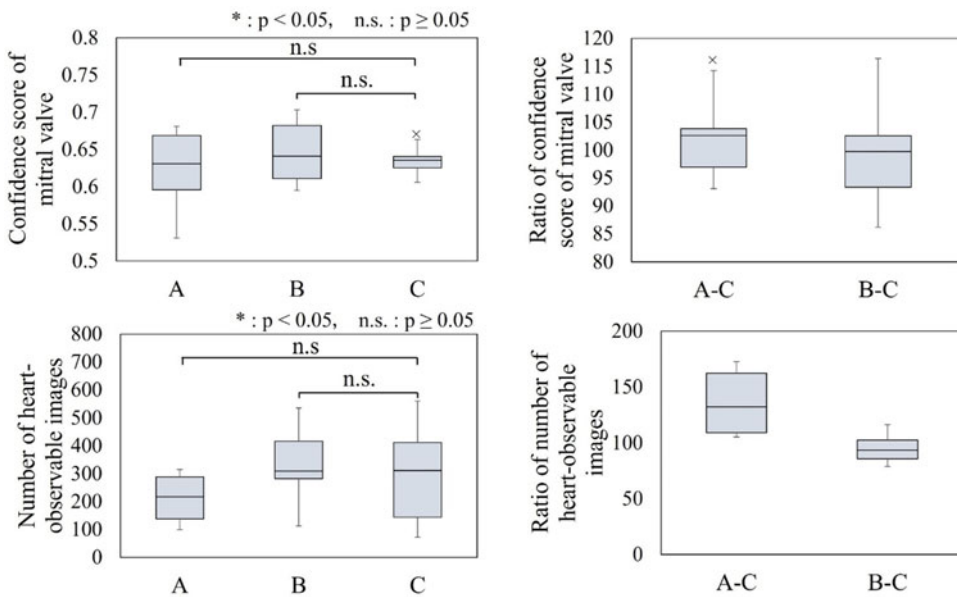 * : p < 0.05, n.s. : p ≥ 0.05
Confidence score of
mitral valve
0.8
0.75
0.7
0.65
0.6
0.55
0.5
n.s
n.s.
×
A
B
C
Ratio of confidence
score of mitral valve
120
115
110
105
100
95
90
85
80
×
A-C
B-C
* : p < 0.05, n.s. : p ≥ 0.05
Number of heart-
observable images
800
700
600
500
400
300
200
100
0
n.s
n.s.
A
B
C
Ratio of number of
heart-observable
images
200
150
100
50
0
A-C
B-C